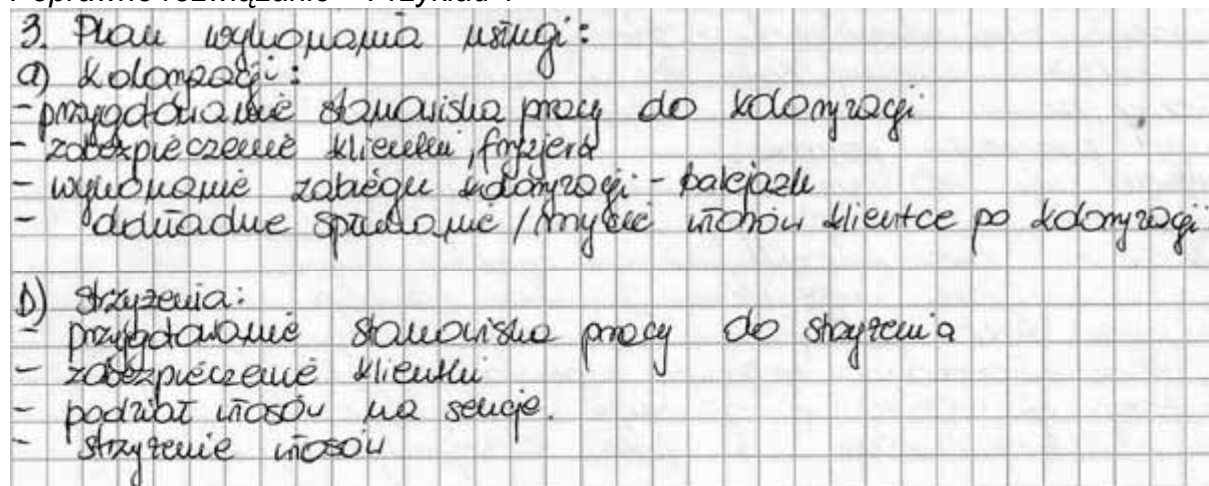 3. Plan wykonania usługi:
a) koloryzacji:
- przygotowanie stanowiska pracy do koloryzacji
- zabezpieczenie klientki, fryzjera
- wykonanie zabiegu koloryzacji - balejażu
- dokładne spłukanie / mycie włosów klientce po koloryzacji
b) strzyżenia:
- przygotowanie stanowiska pracy do strzyżenia
- zabezpieczenie klientki
- podział włosów na sekcje.
- strzyżenie włosów